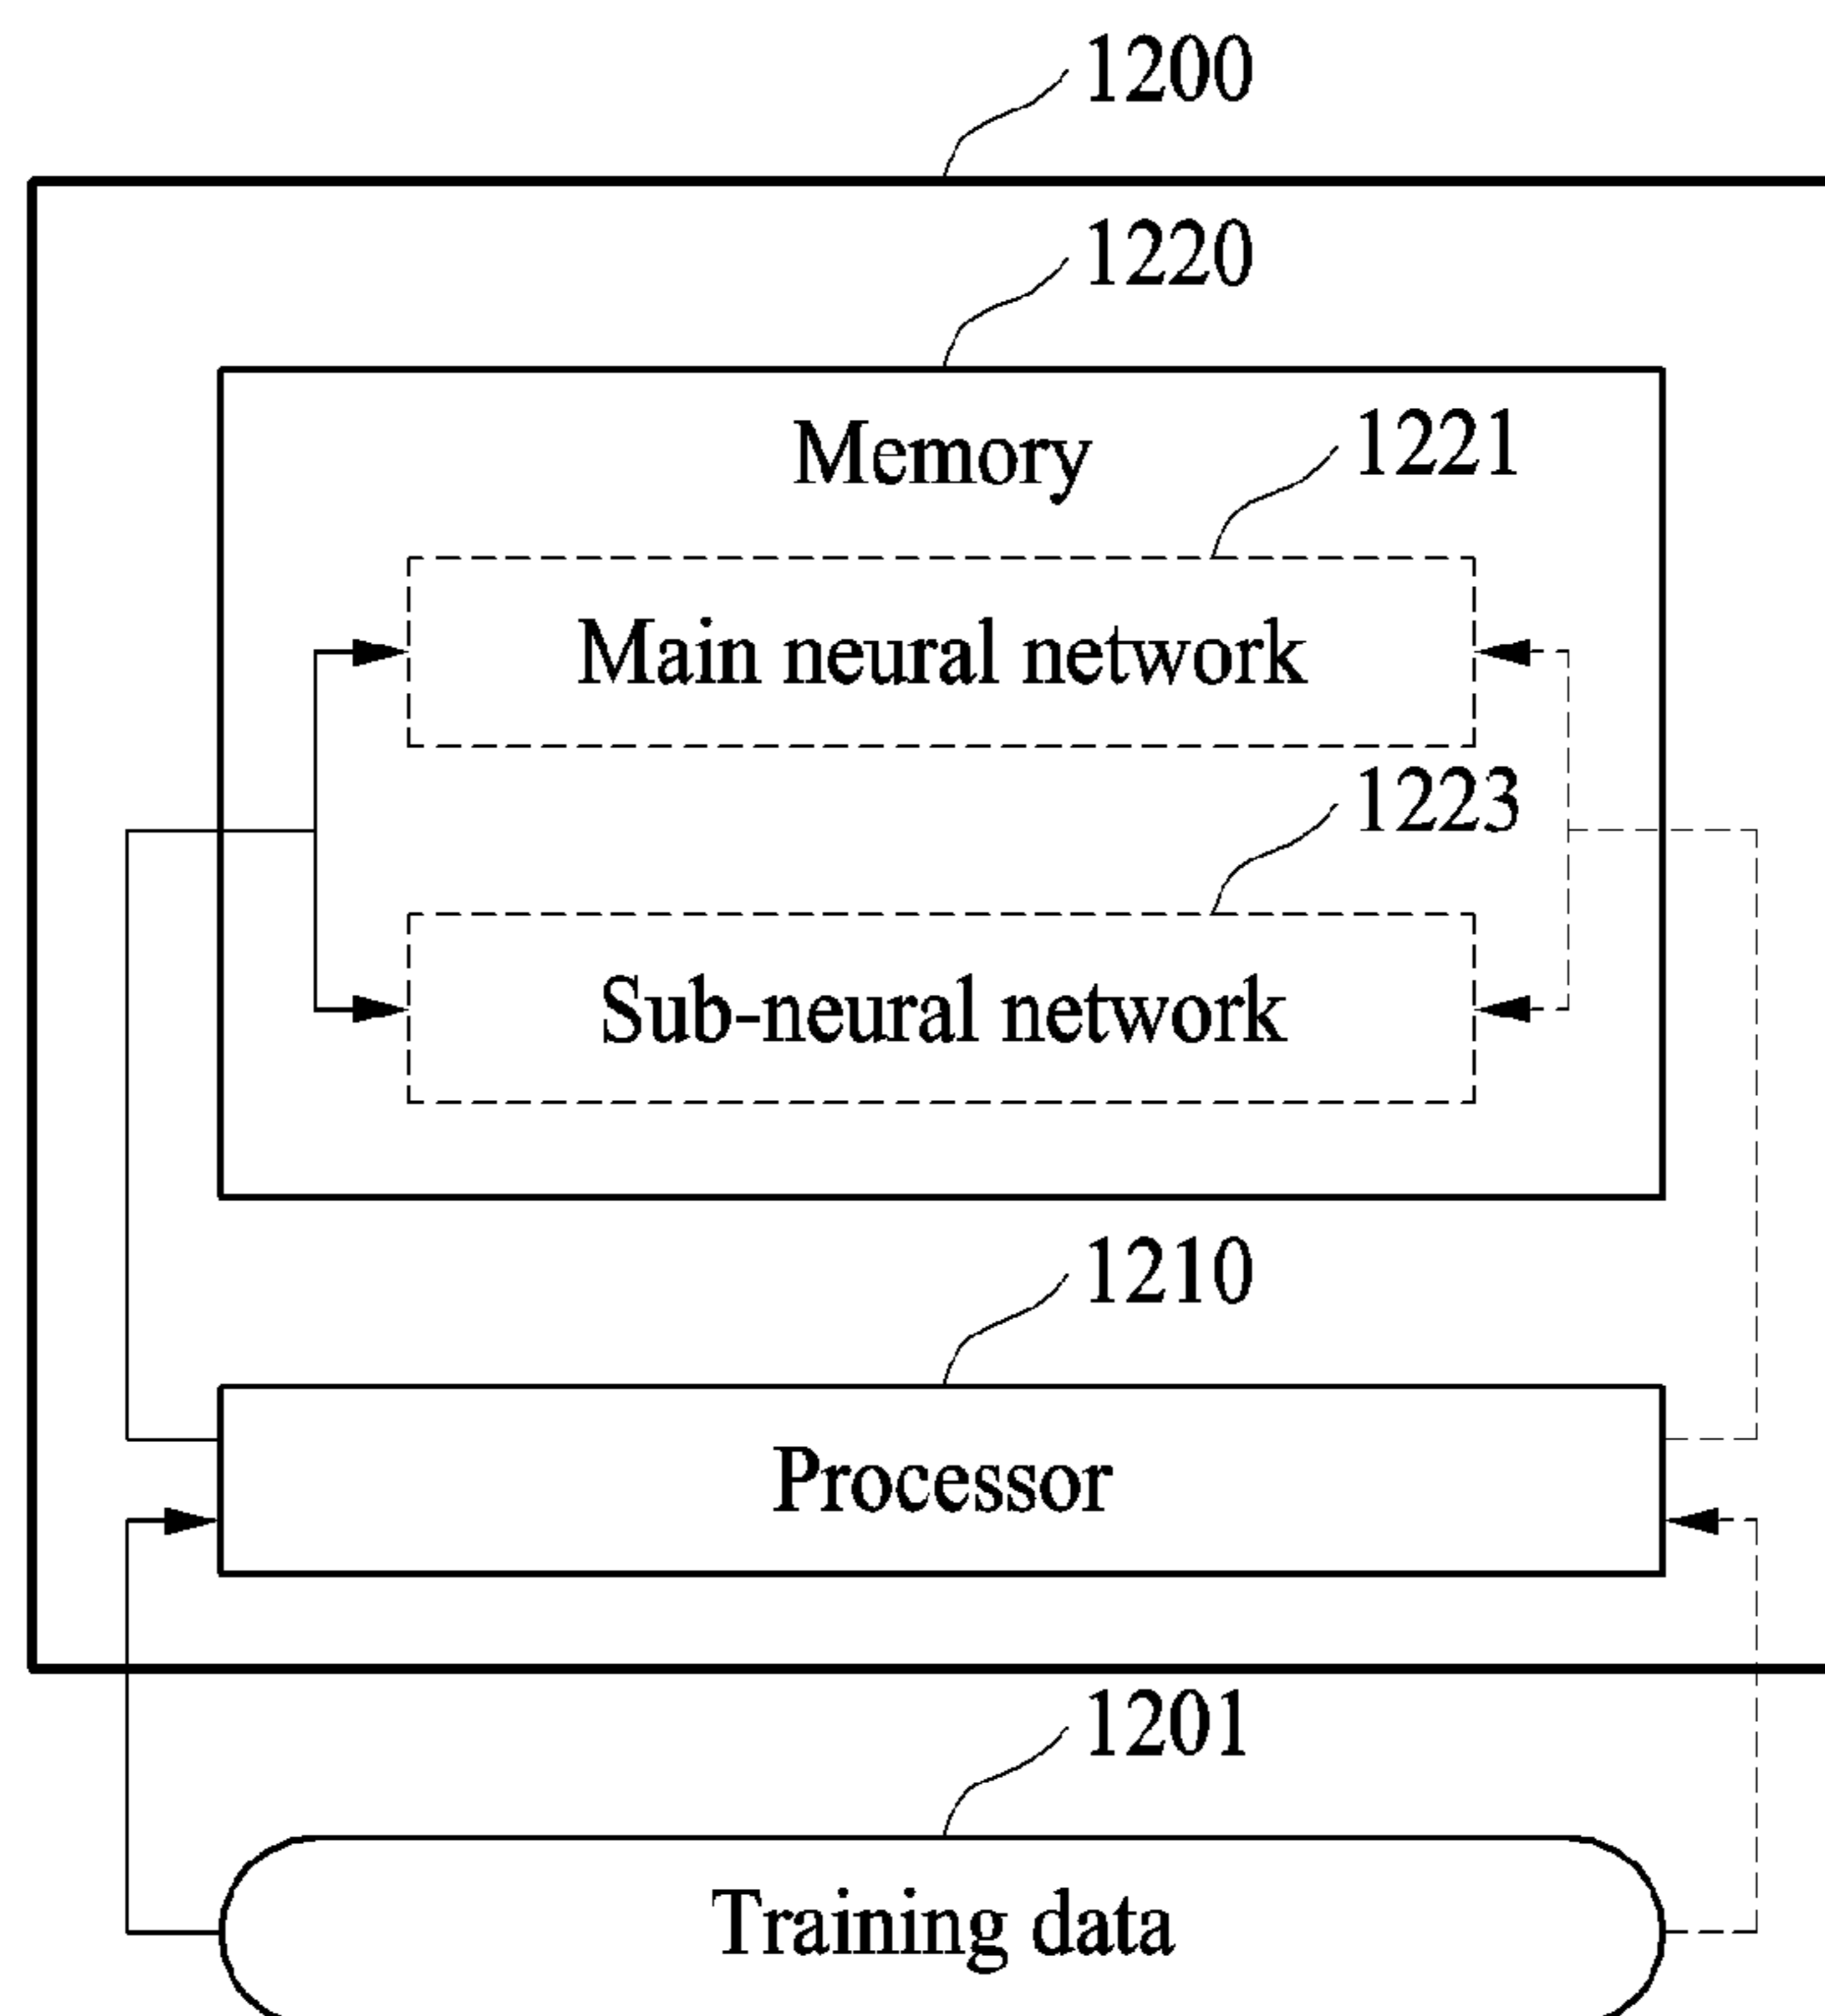 1200
1220
Memory
1221
Main neural network
1223
Sub-neural network
1210
Processor
1201
Training data